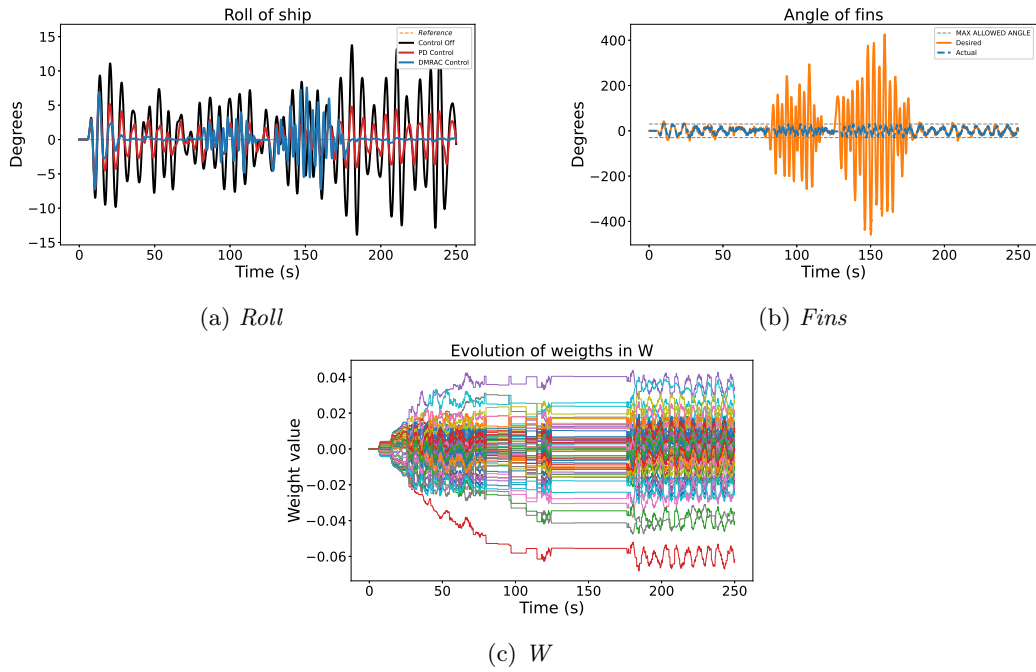 Roll of ship
Degrees
15
10
5
0
−5
−10
−15
Reference
Control Off
PD Control
DMRAC Control
0 50 100 150 200 250
Time (s)
(a) Roll
Angle of fins
Degrees
400
200
0
−200
−400
MAX ALLOWED ANGLE
Desired
Actual
0 50 100 150 200 250
Time (s)
(b) Fins
Evolution of weigths in W
Weight value
0.04
0.02
0.00
−0.02
−0.04
−0.06
0 50 100 150 200 250
Time (s)
(c) W